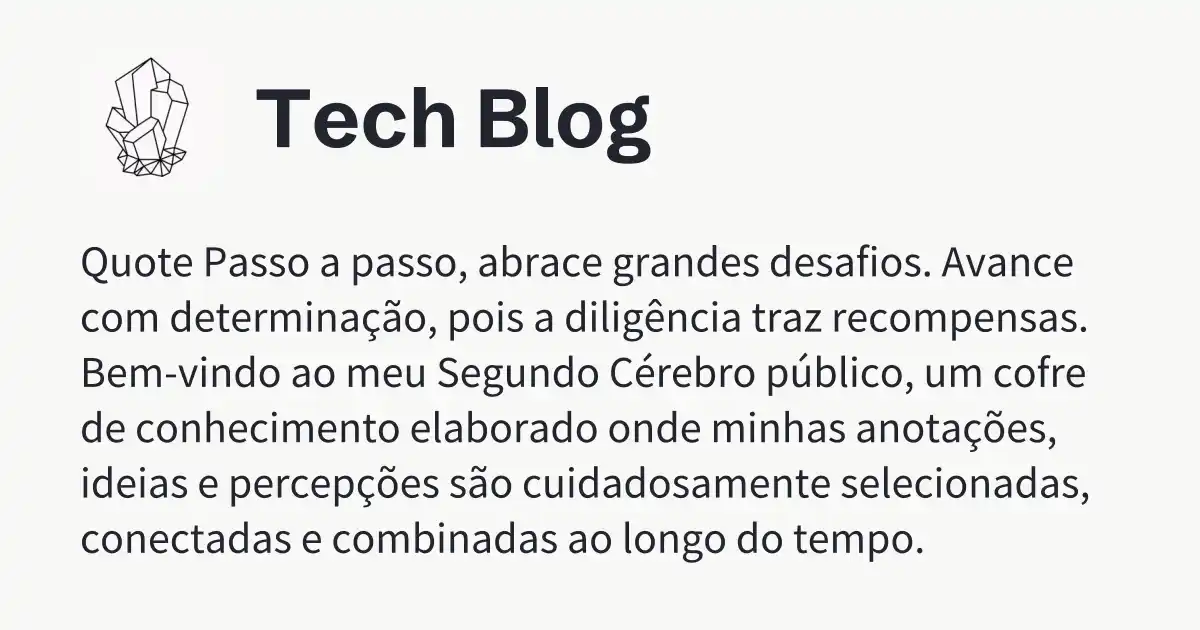 Tech Blog
Quote Passo a passo, abrace grandes desafios. Avance
com determinação, pois a diligência traz recompensas.
Bem-vindo ao meu Segundo Cérebro público, um cofre
de conhecimento elaborado onde minhas anotações,
ideias e percepções são cuidadosamente selecionadas,
conectadas e combinadas ao longo do tempo.